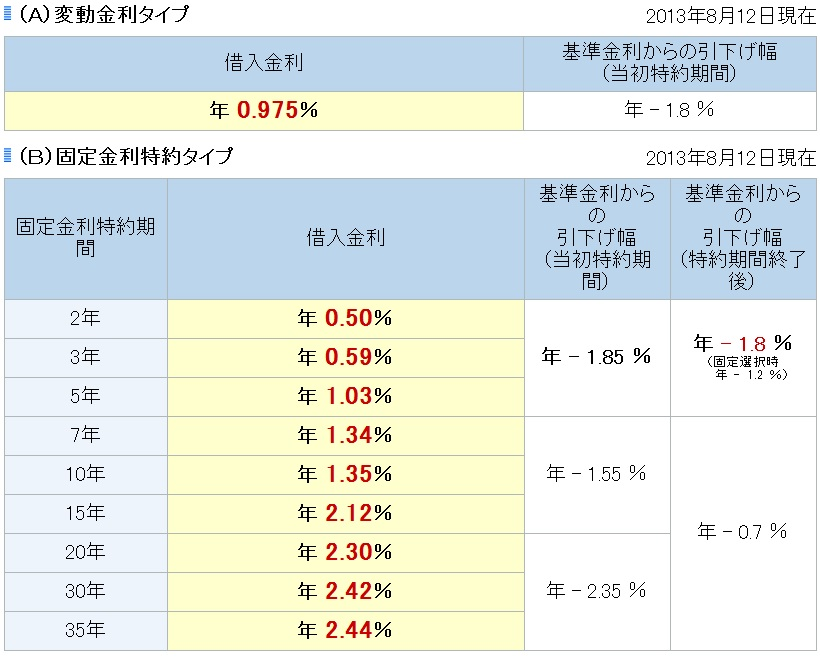 (A)変動金利タイプ
2013年8月12日現在
借入金利
基準金利からの引下げ幅
(当初特約期間)
年 0.975%
年 - 1.8 %
(B)固定金利特約タイプ
2013年8月12日現在
固定金利特約期
間
借入金利
基準金利から
の
引下げ幅
(当初特約期
間)
基準金利から
の
引下げ幅
(特約期間終了
後)
2年
年 0.50%
3年
年 0.59%
5年
年 1.03%
年 - 1.85 %
年 - 1.8 %
(固定選択時
年 - 1.2 %)
7年
年 1.34%
10年
年 1.35%
15年
年 2.12%
年 - 1.55 %
20年
年 2.30%
30年
年 2.42%
35年
年 2.44%
年 - 2.35 %
年 - 0.7 %